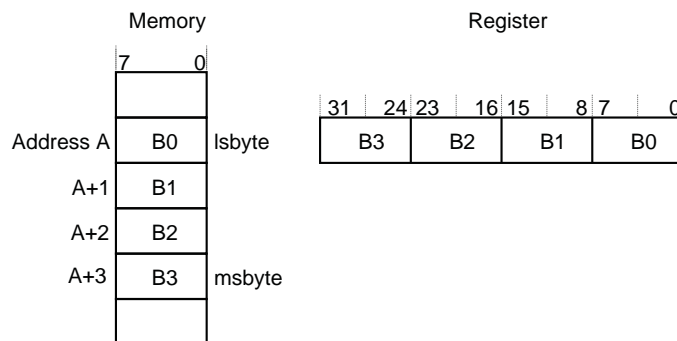 Memory Register
7 0
31 24 23 16 15 8 7 0
Address A B0 lsbyte B3 B2 B1 B0
A+1 B1
A+2 B2
A+3 B3 msbyte